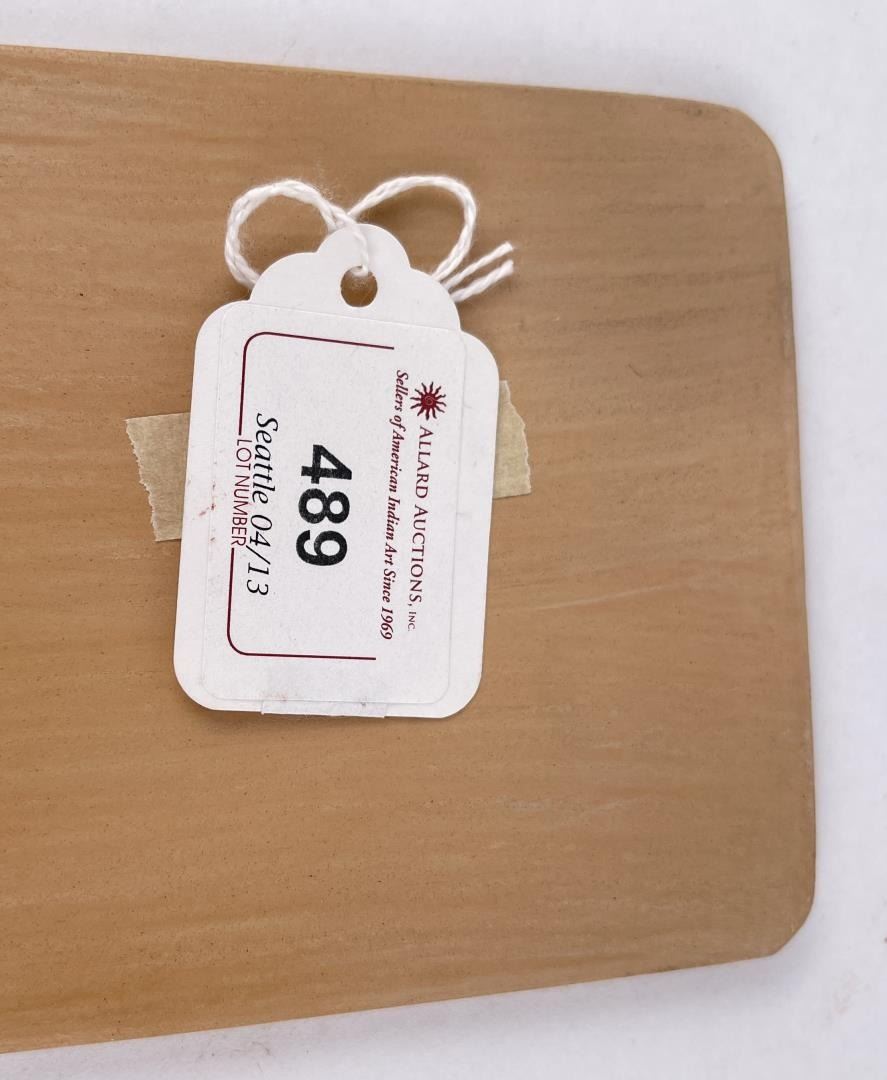 ALLARD AUCTIONS, INC.
Sellers of American Indian Art Since 1969
489
Seattle 04/13
LOT NUMBER